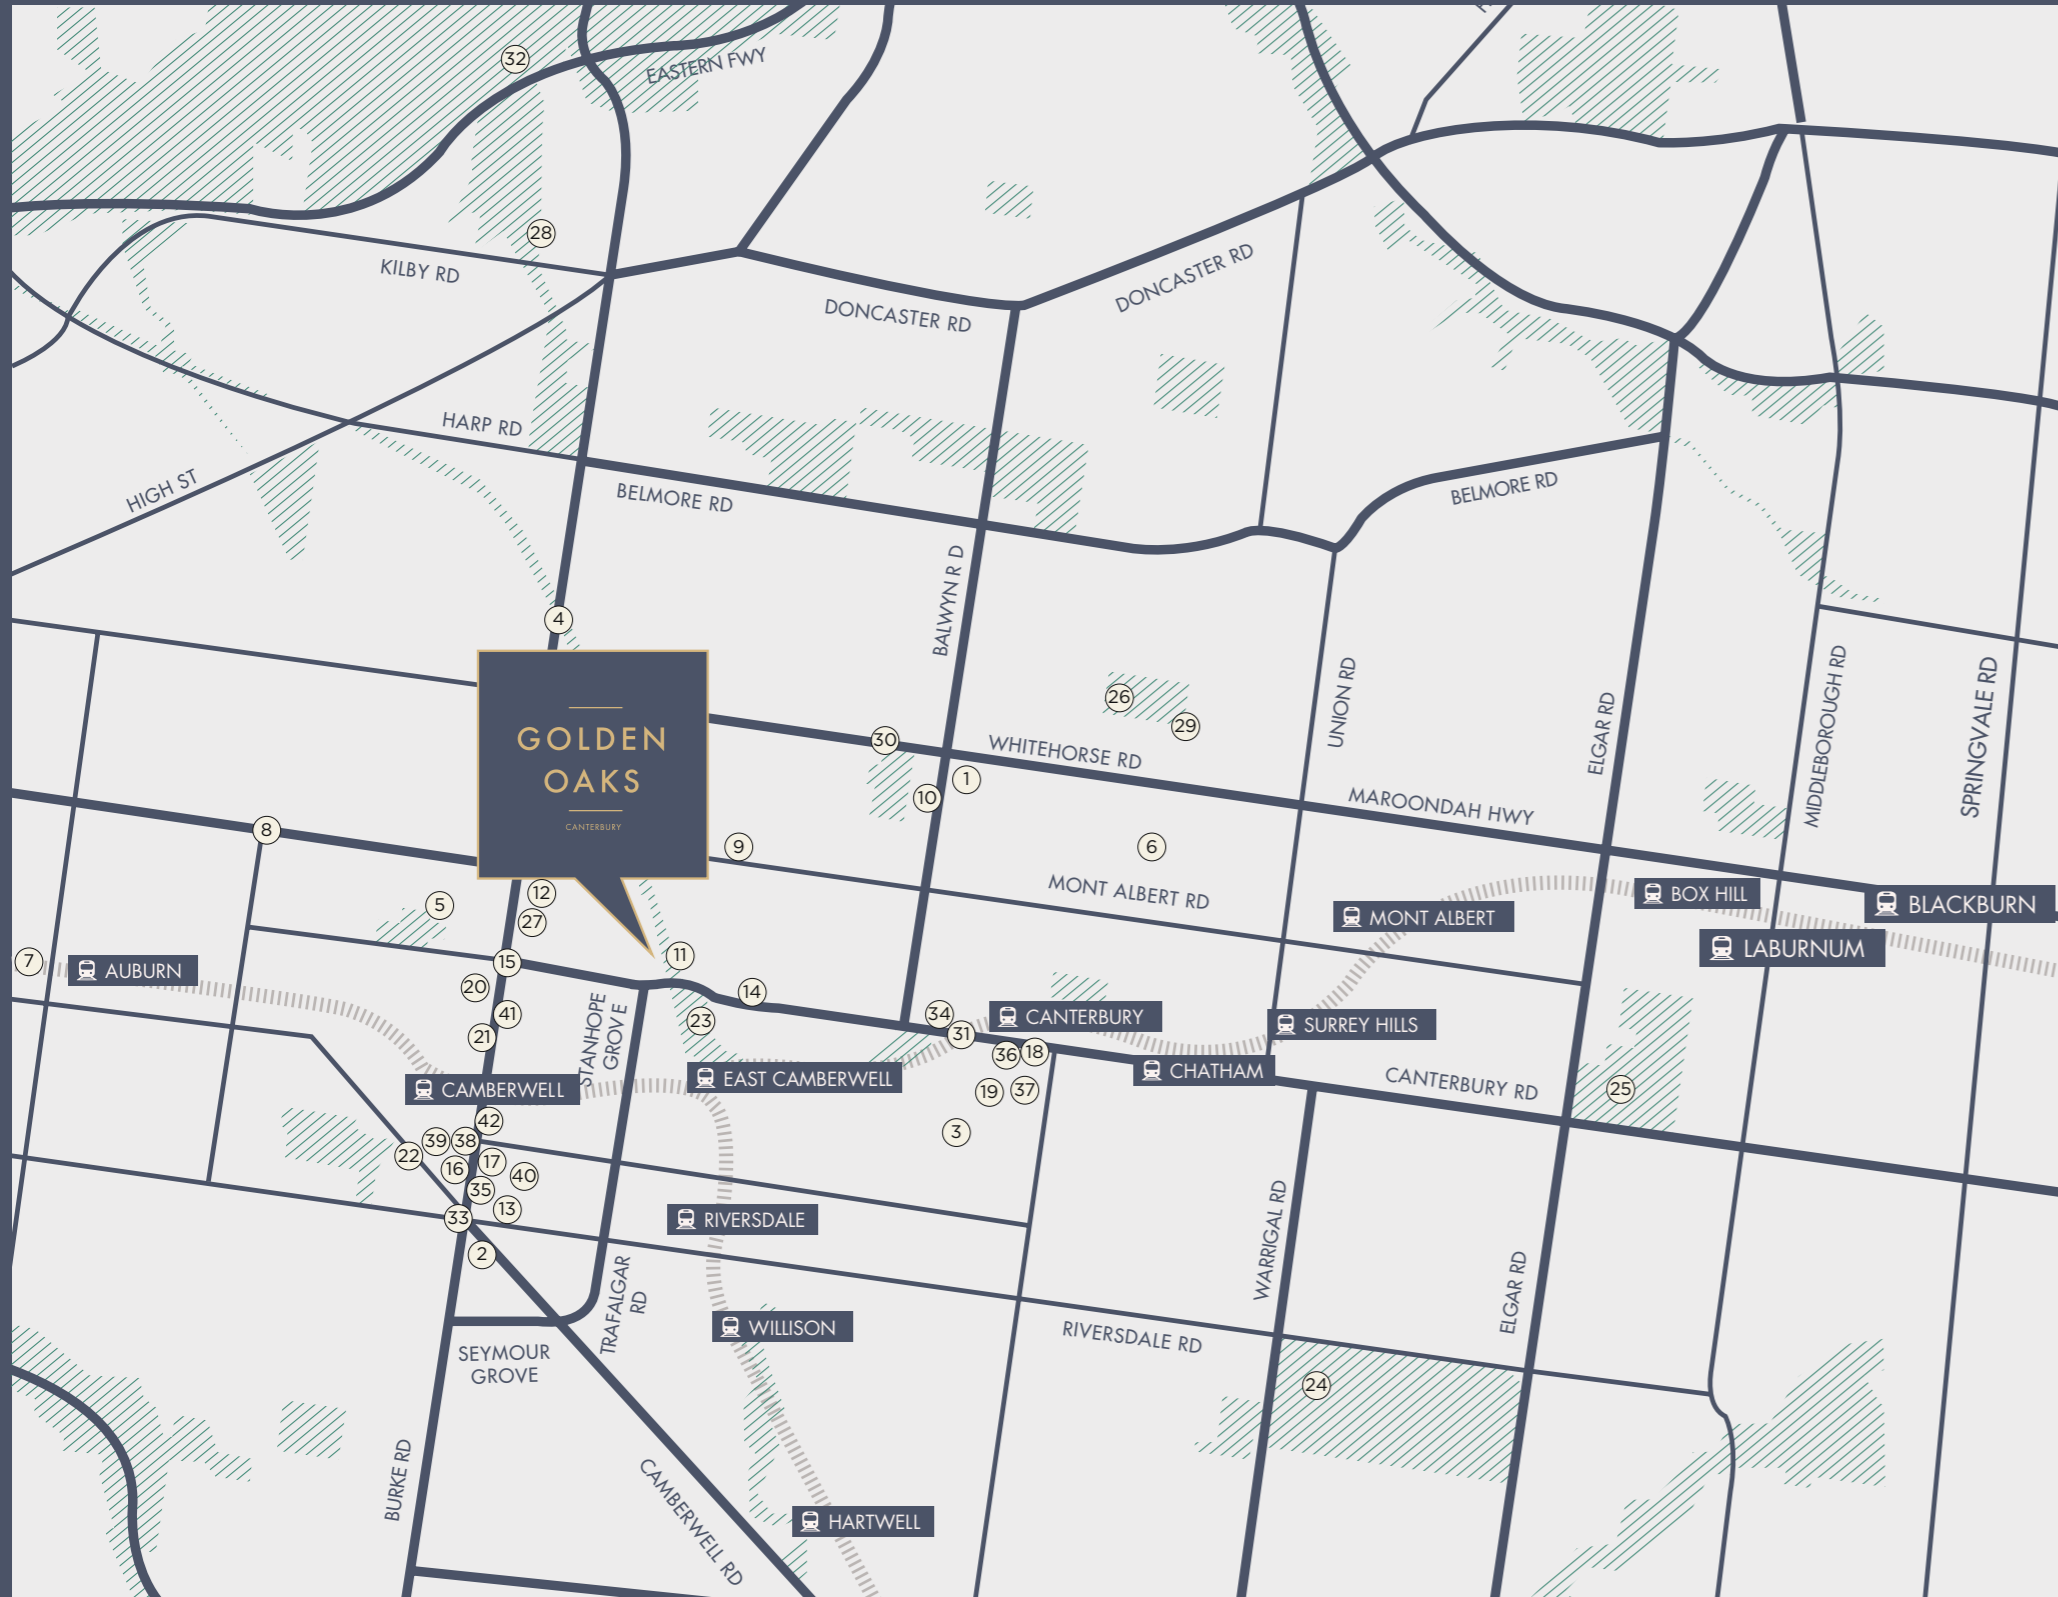 32
EASTERN FWY
28
KILBY RD
DONCASTER RD
DONCASTER RD
HARP RD
HIGH ST
BELMORE RD
BELMORE RD
BALWYN R D
4
GOLDEN
OAKS
CANTERBURY
26
29
30
WHITEHORSE RD
1
10
UNION RD
ELGAR RD
MIDDLEBOROUGH RD
SPRINGVALE RD
MAROONDAH HWY
8
9
6
MONT ALBERT RD
5
12
27
BOX HILL
BLACKBURN
MONT ALBERT
LABURNUM
7
AUBURN
15
11
20
14
41
21
STANHOPE
GROVE
23
34
31
CANTERBURY
SURREY HILLS
36
18
CAMBERWELL
EAST CAMBERWELL
CHATHAM
CANTERBURY RD
25
19
37
3
42
39
38
22
16
17
40
35
13
33
2
RIVERSDALE
WARRIGAL RD
ELGAR RD
TRAFALGAR
RD
WILLISON
RIVERSDALE RD
SEYMOUR
GROVE
24
BURKE RD
CAMBERWELL RD
HARTWELL